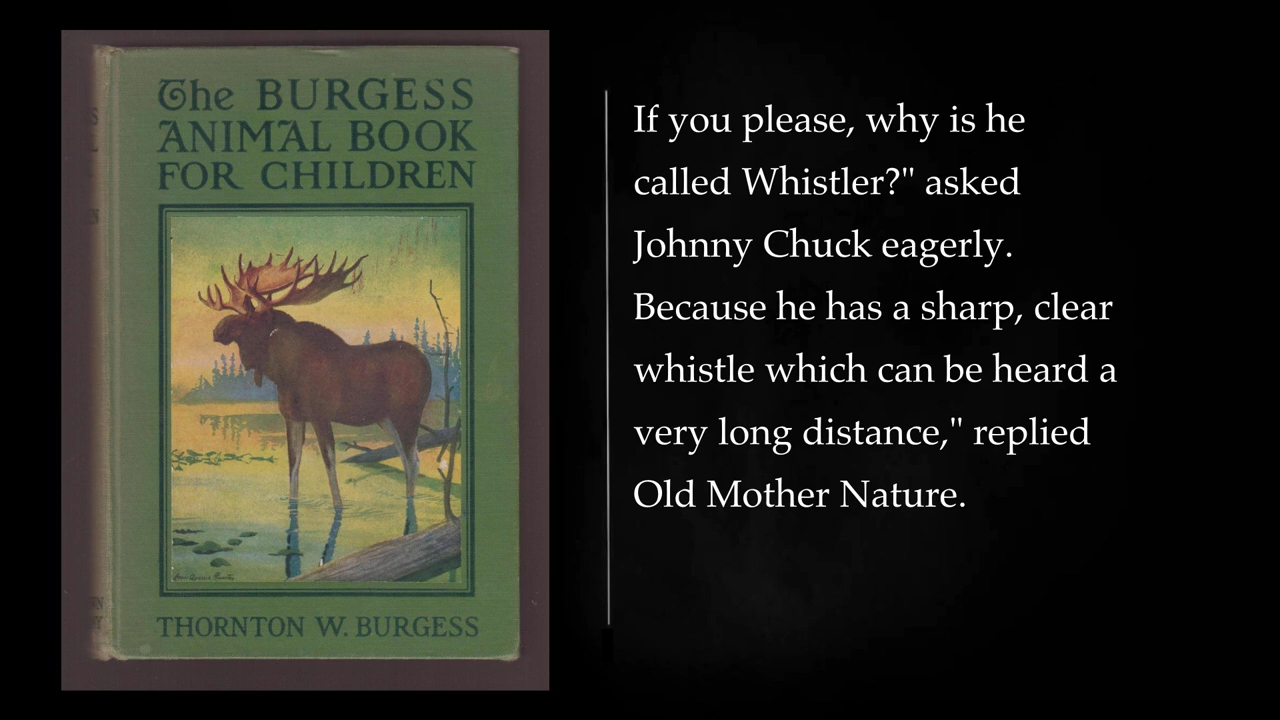 The BURGESS
ANIMAL BOOK
FOR CHILDREN
THORNTON W. BURGESS
If you please, why is he
called Whistler?" asked
Johnny Chuck eagerly.
Because he has a sharp, clear
whistle which can be heard a
very long distance," replied
Old Mother Nature.